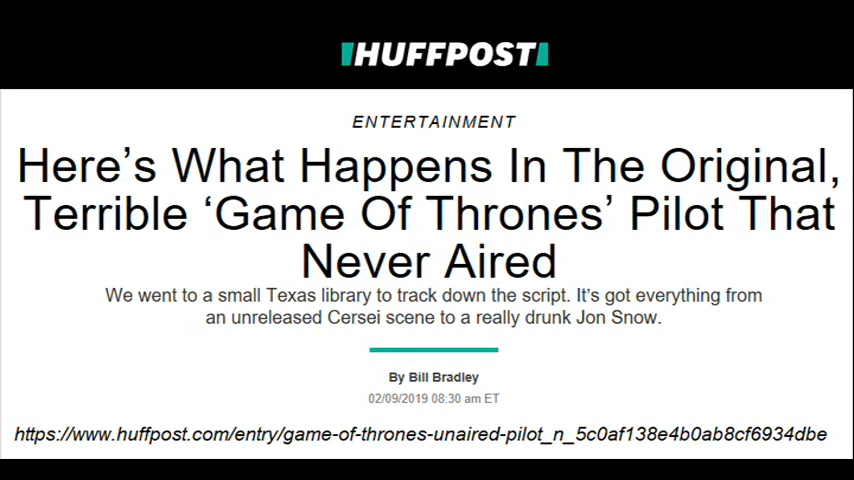 HUFFPOST
ENTERTAINMENT
Here’s What Happens In The Original,
Terrible ‘Game Of Thrones’ Pilot That
Never Aired
We went to a small Texas library to track down the script. It’s got everything from
an unreleased Cersei scene to a really drunk Jon Snow.
By Bill Bradley
02/09/2019 08:30 am ET
https://www.huffpost.com/entry/game-of-thrones-unaired-pilot_n_5c0af138e4b0ab8cf6934dbe